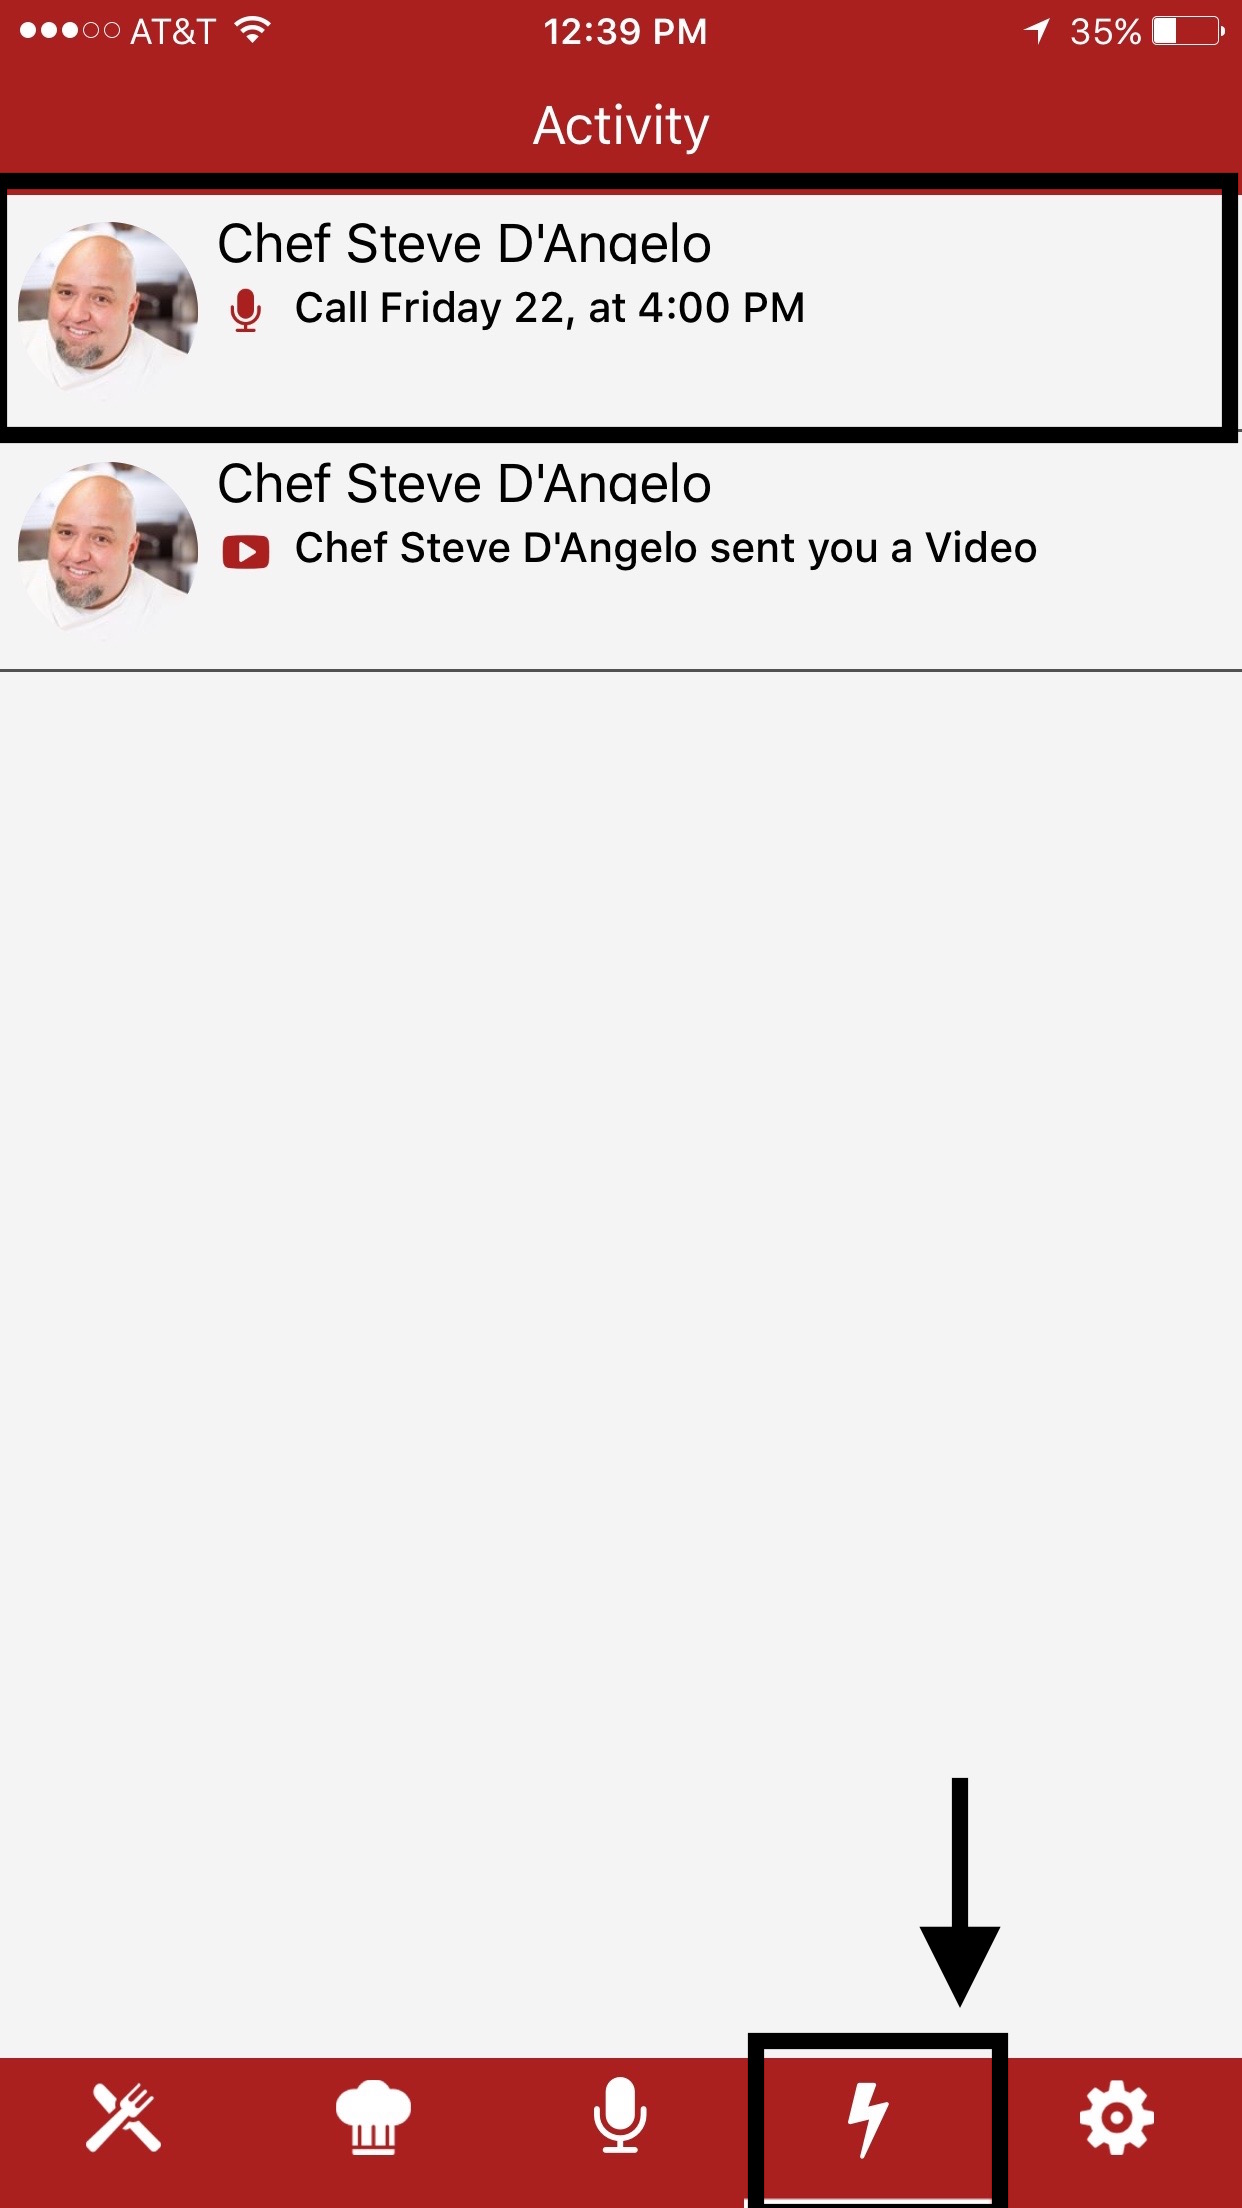 AT&T 12:39 PM 35%
Activity
Chef Steve D'Angelo
Call Friday 22, at 4:00 PM
Chef Steve D'Angelo
Chef Steve D'Angelo sent you a Video